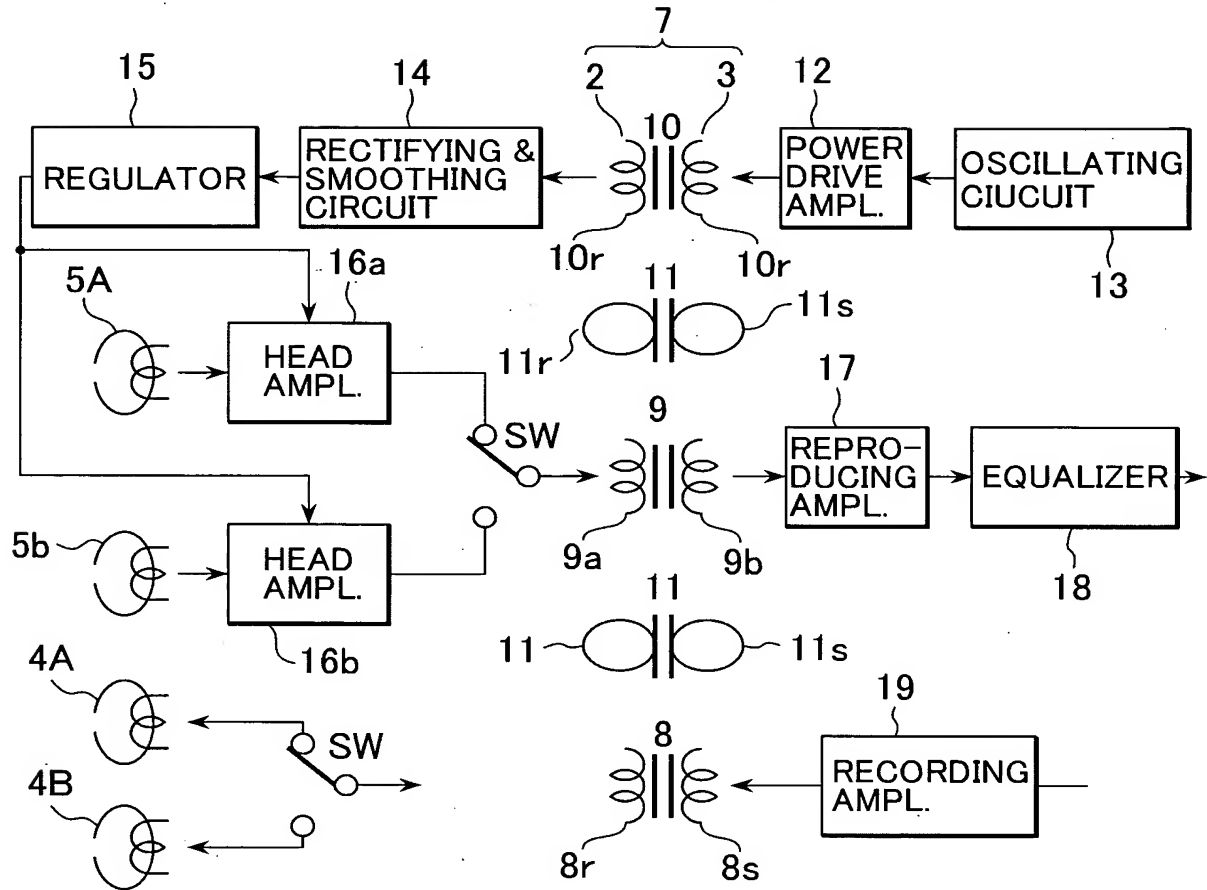 7
15
14
2
3
12
10
REGULATOR
RECTIFYING &
SMOOTHING
CIRCUIT
POWER
DRIVE
AMPL.
OSCILLATING
CIUCUIT
10r
10r
13
5A
16a
11
11s
11r
HEAD
AMPL.
17
9
SW
REPRO-
DUCING
AMPL.
EQUALIZER
5b
HEAD
AMPL.
9a
9b
18
11
4A
16b
11
11s
19
8
SW
4B
RECORDING
AMPL.
8r
8s